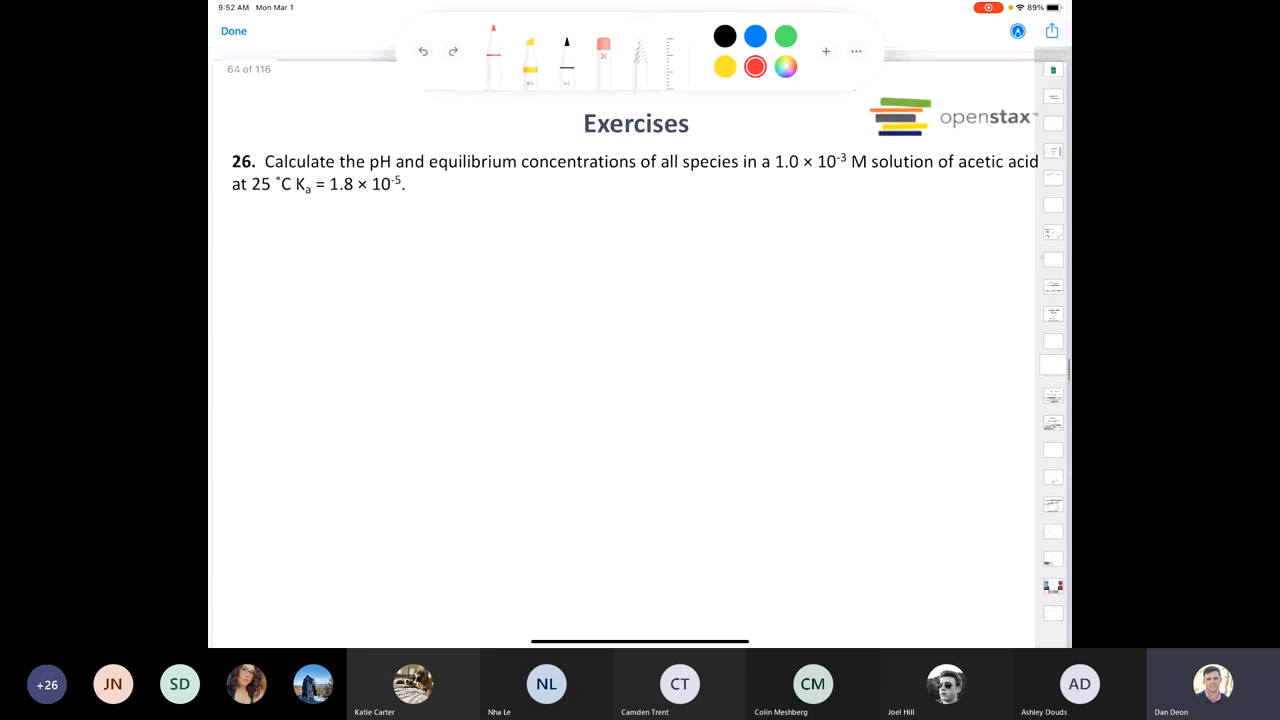 9:52 AM Mon Mar 1
89%
Done
64 of 116
openstax™
Exercises
26. Calculate the pH and equilibrium concentrations of all species in a 1.0 × 10-3 M solution of acetic acid
at 25 ˚C Ka = 1.8 × 10-5.
+26
JN
SD
Katie Carter
NL
Nha Le
CT
Camden Trent
CM
Colin Meshberg
Joel Hill
AD
Ashley Douds
Dan Deon